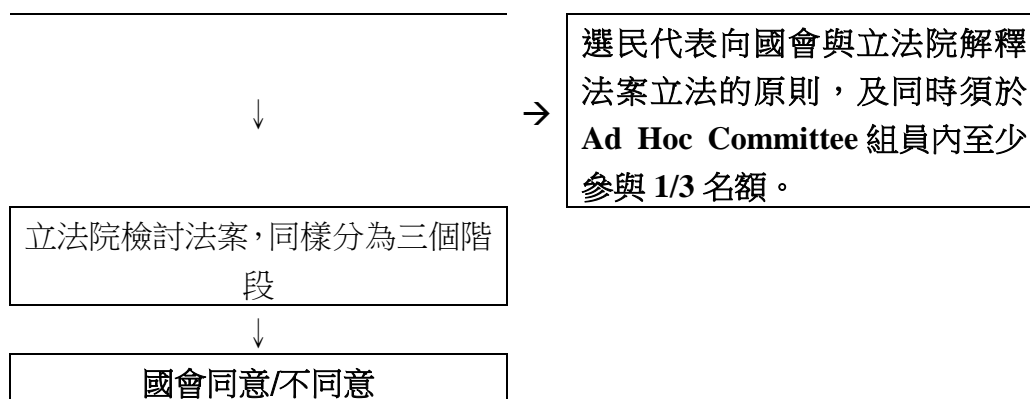 選民代表向國會與立法院解釋
法案立法的原則，及同時須於
Ad Hoc Committee 組員內至少
參與 1/3 名額。
↓
→
立法院檢討法案，同樣分為三個階
段
↓
國會同意/不同意